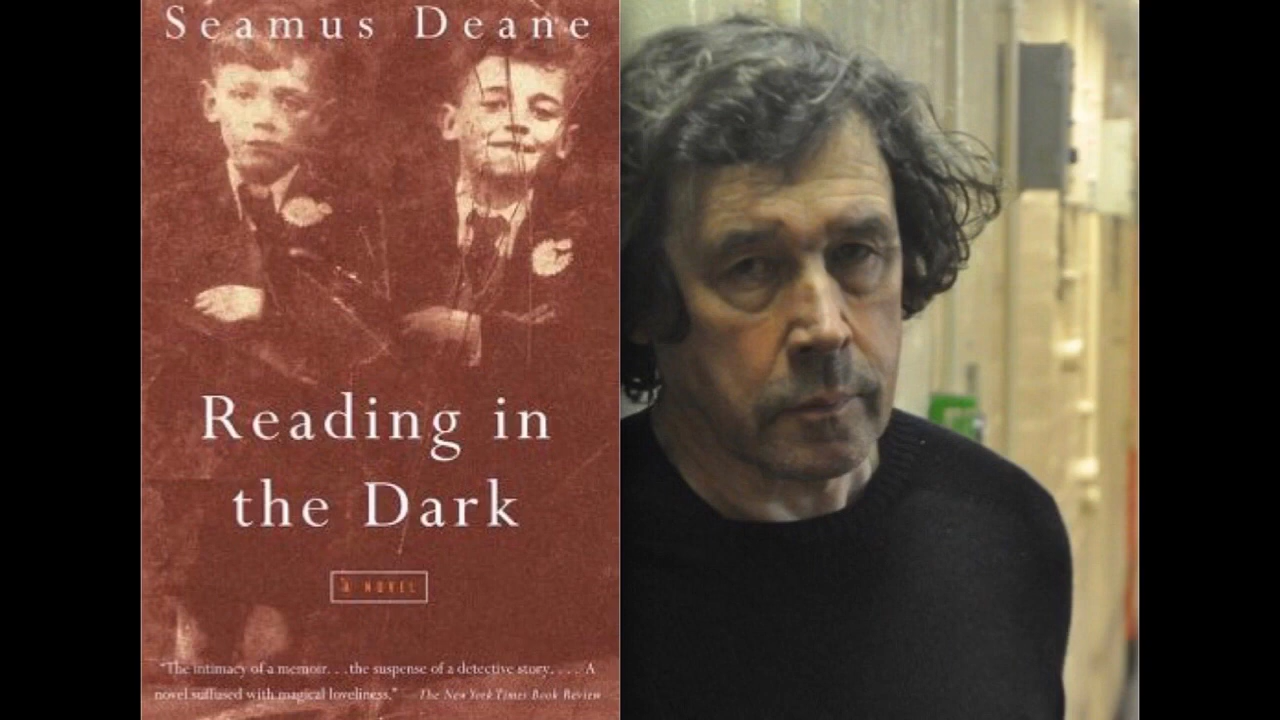 Seamus Deane
Reading in
the Dark
A NOVEL
"The intimacy of a memoir. . .the suspense of a detective story. . . . A
novel suffused with magical loveliness." The New York Times Book Review